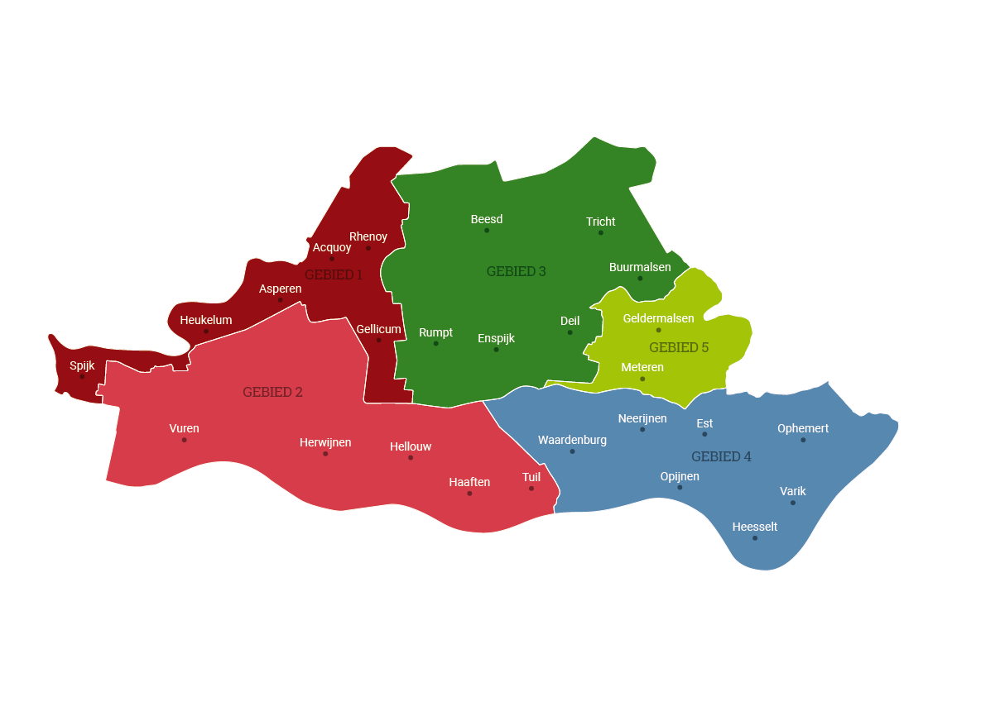 Beesd
Tricht
Rhenoy
Acquoy
Buurmalsen
GEBIED 3
GEBIED 1
Asperen
Geldermalsen
Heukelum
Deil
Gellicum
Rumpt
Enspijk
GEBIED 5
Spijk
Meteren
GEBIED 2
Neerijnen
Est
Vuren
Ophemert
Waardenburg
Herwijnen
Hellouw
GEBIED 4
Opijnen
Tuil
Haaften
Varik
Heesselt